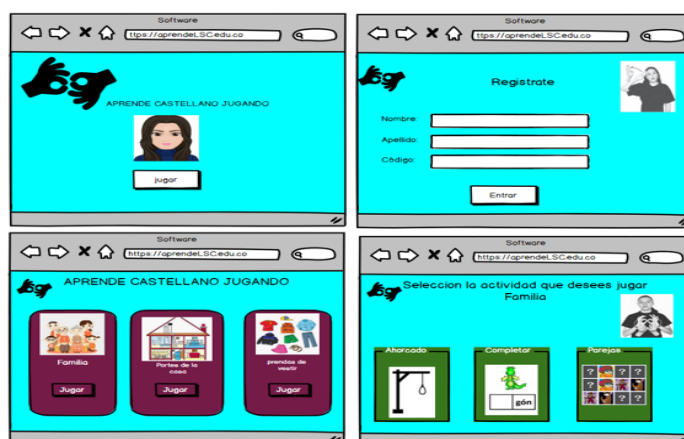 Software
ttps://aprendeLSC.edu.co
APRENDE CASTELLANO JUGANDO
jugar
Software
ttps://aprendeLSC.edu.co
Registrate
Nombre:
Apellido:
Código:
Entrar
Software
https://aprendeLSC.edu.co
APRENDE CASTELLANO JUGANDO
Familia
Partes de la
casa
prendas de
vestir
Jugar
Jugar
Jugar
Software
https://aprendeLSC.edu.co
Seleccion la actividad que desees jugar
Familia
Ahorcado
Completar
Parejas
gón
? ?
? ?
?